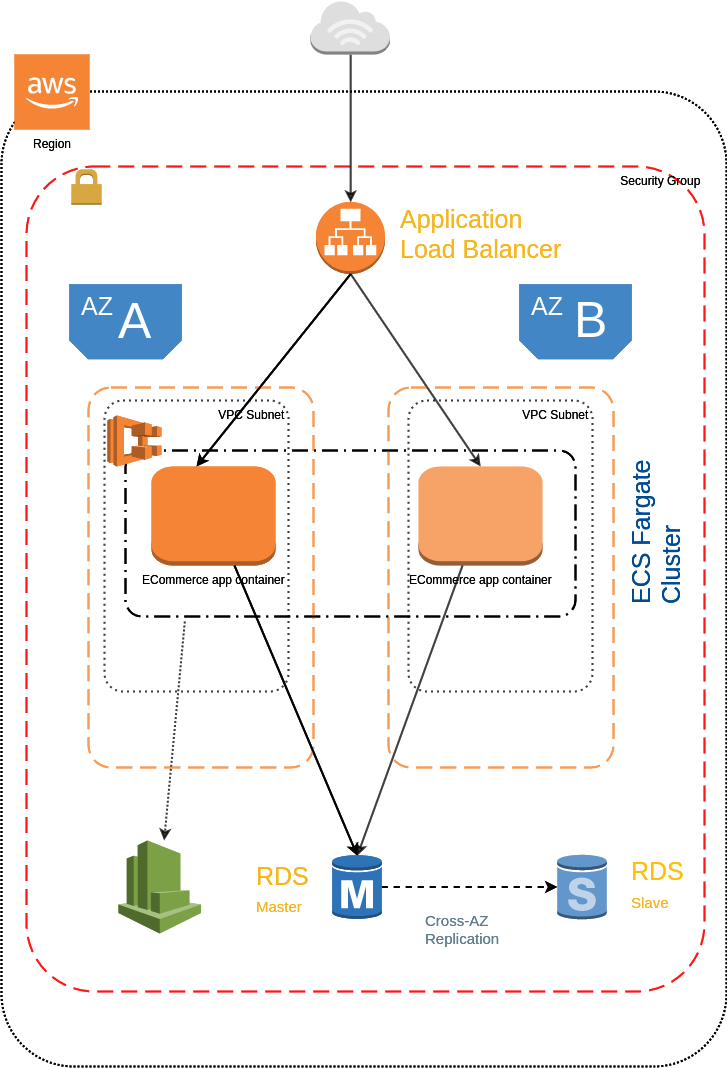 aws
Region
Security Group
Application
Load Balancer
AZ A
AZ B
VPC Subnet
VPC Subnet
ECommerce app container
ECommerce app container
ECS Fargate
Cluster
RDS
Master
M
Cross-AZ
Replication
S
RDS
Slave